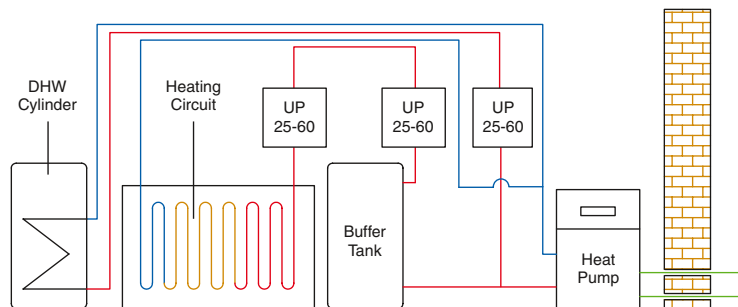 DHW
Cylinder
Heating
Circuit
UP
25-60
UP
25-60
UP
25-60
Buffer
Tank
Heat
Pump